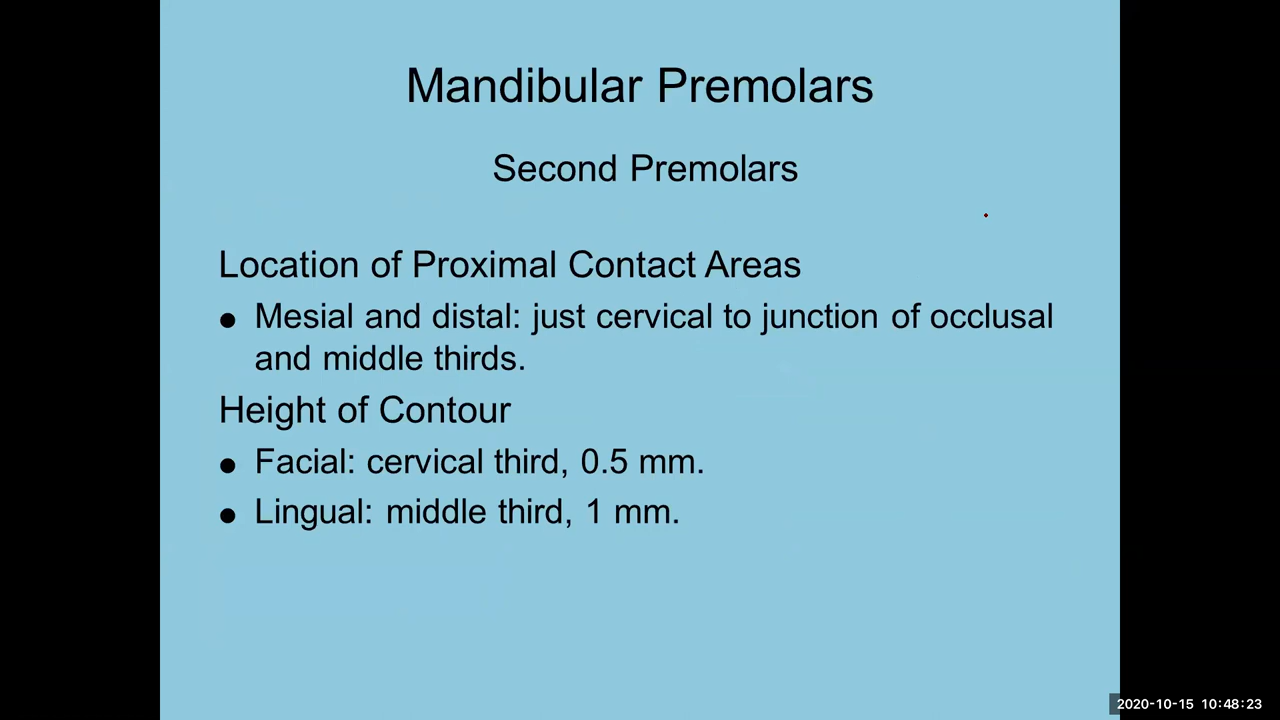 Mandibular Premolars
Second Premolars
Location of Proximal Contact Areas
● Mesial and distal: just cervical to junction of occlusal
and middle thirds.
Height of Contour
● Facial: cervical third, 0.5 mm.
● Lingual: middle third, 1 mm.
2020-10-15 10:48:23